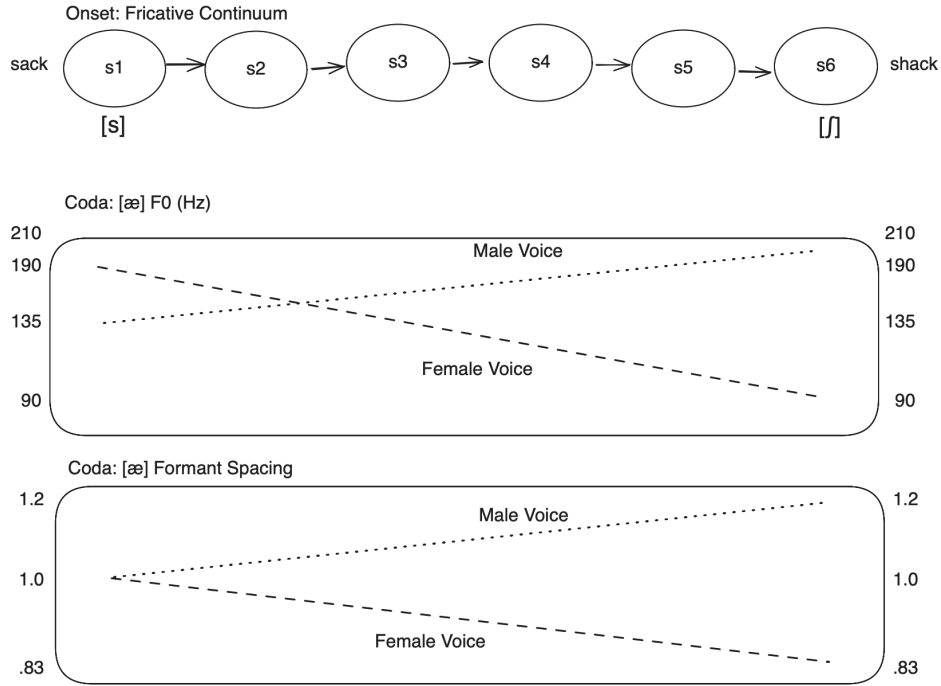 Onset: Fricative Continuum
sack s1 s2 s3 s4 s5 s6 shack
[s] [ʃ]
Coda: [æ] F0 (Hz)
210 210
Male Voice
190 190
135 135
Female Voice
90 90
Coda: [æ] Formant Spacing
1.2 1.2
Male Voice
1.0 1.0
Female Voice
.83 .83